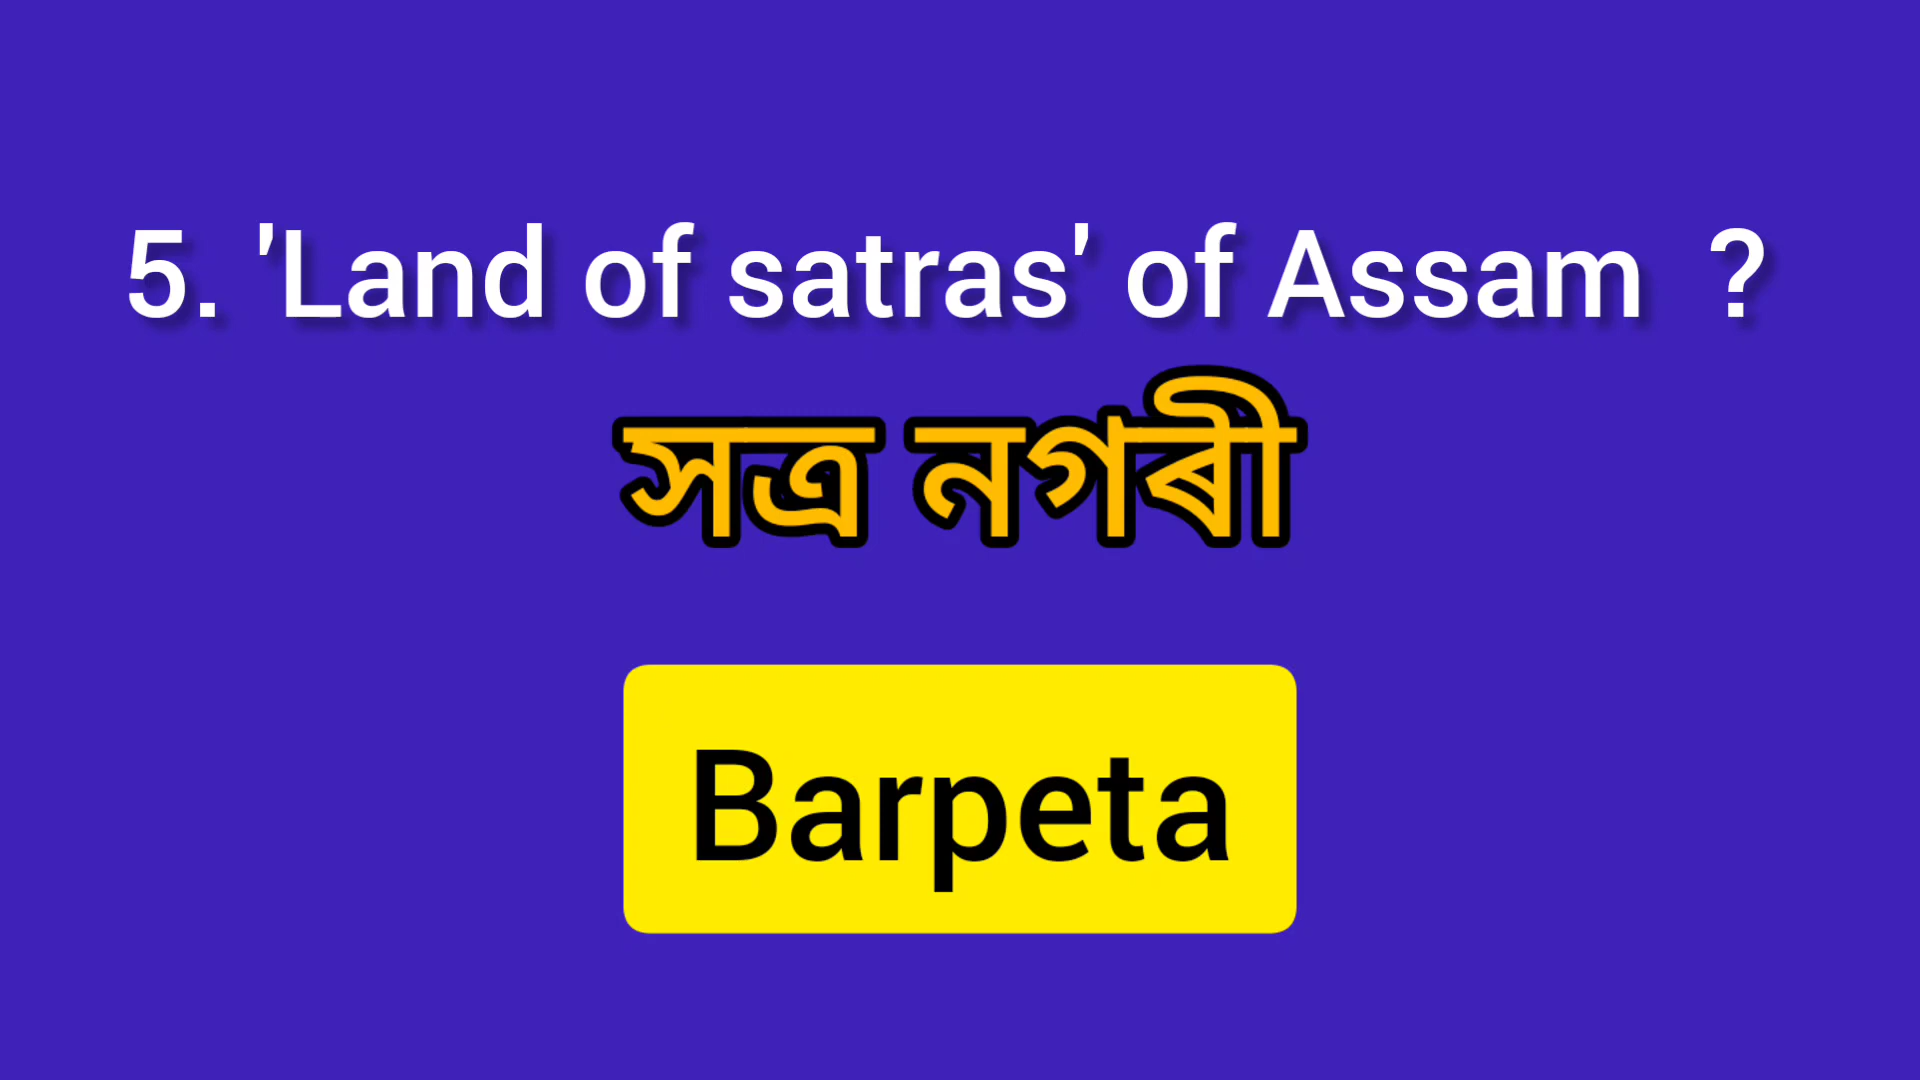 5. 'Land of satras' of Assam ?
সত্ৰ নগৰী
Barpeta